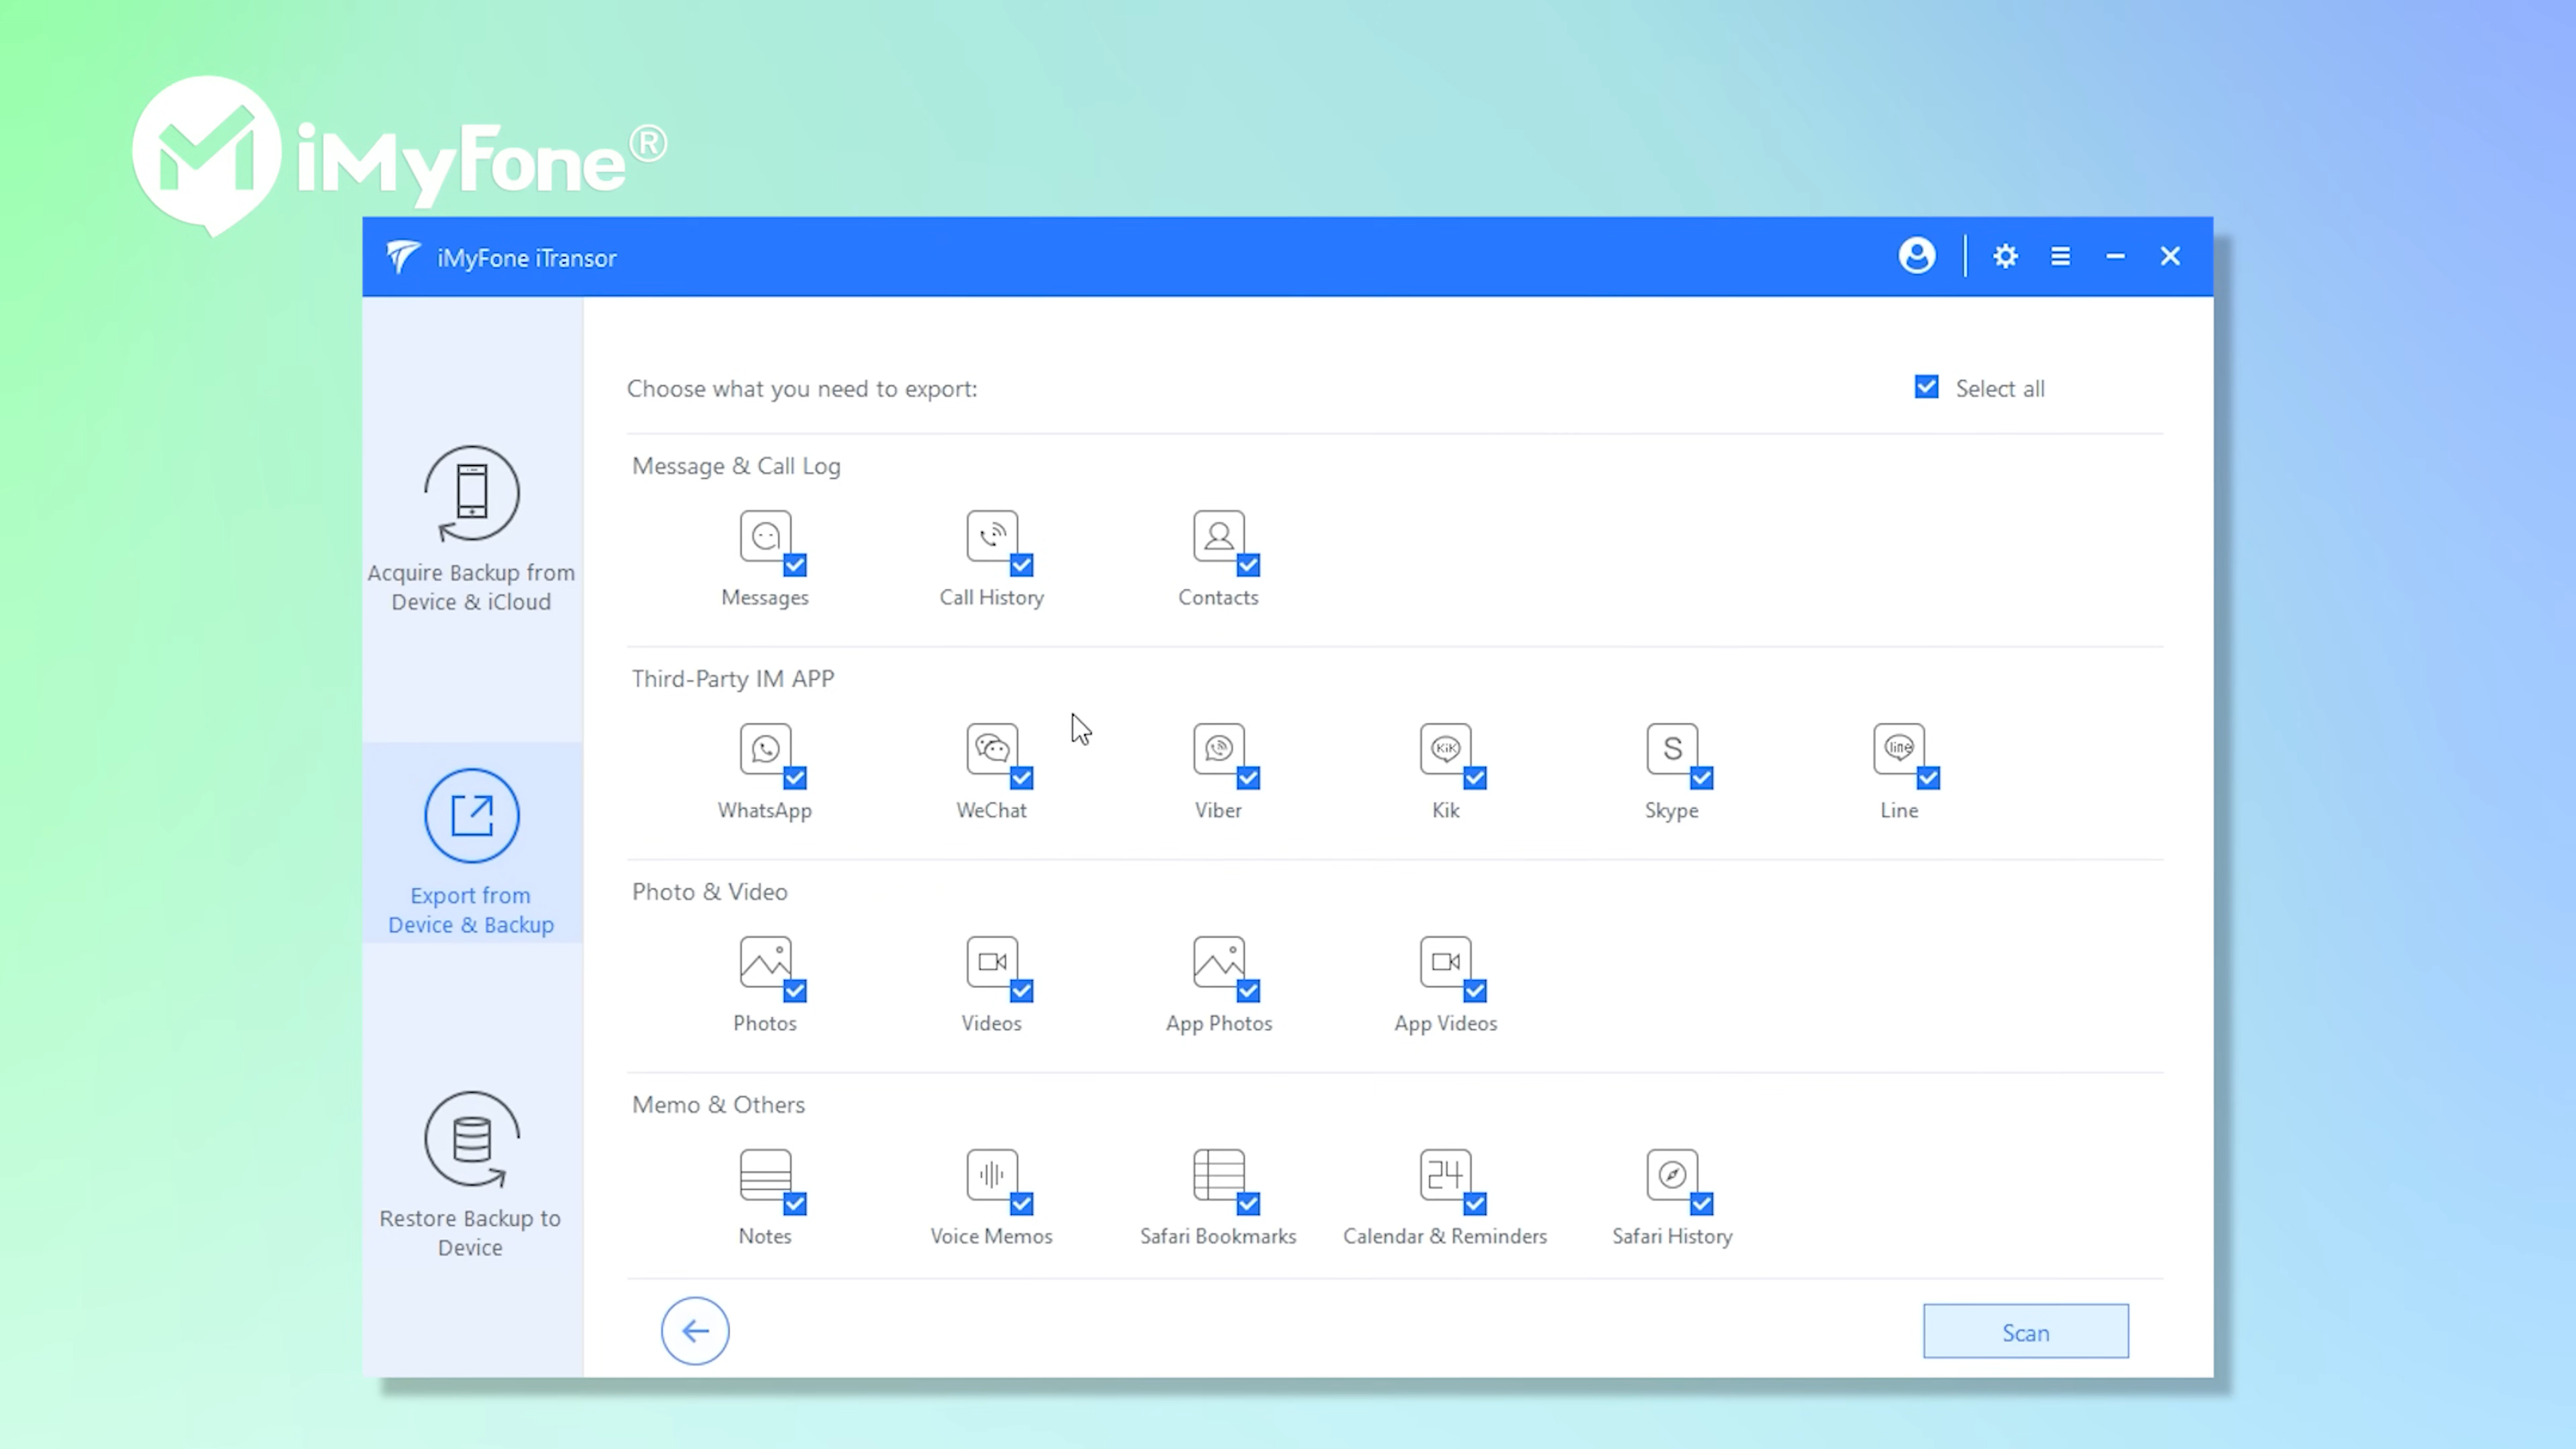 iMyFone®
iMyFone iTransor
Choose what you need to export:
Select all
Message & Call Log
Messages
Call History
Contacts
Third-Party IM APP
KiK
S
line
WhatsApp
WeChat
Viber
Kik
Skype
Line
Photo & Video
Photos
Videos
App Photos
App Videos
Memo & Others
24
Notes
Voice Memos
Safari Bookmarks
Calendar & Reminders
Safari History
Scan
Acquire Backup from
Device & iCloud
Export from
Device & Backup
Restore Backup to
Device